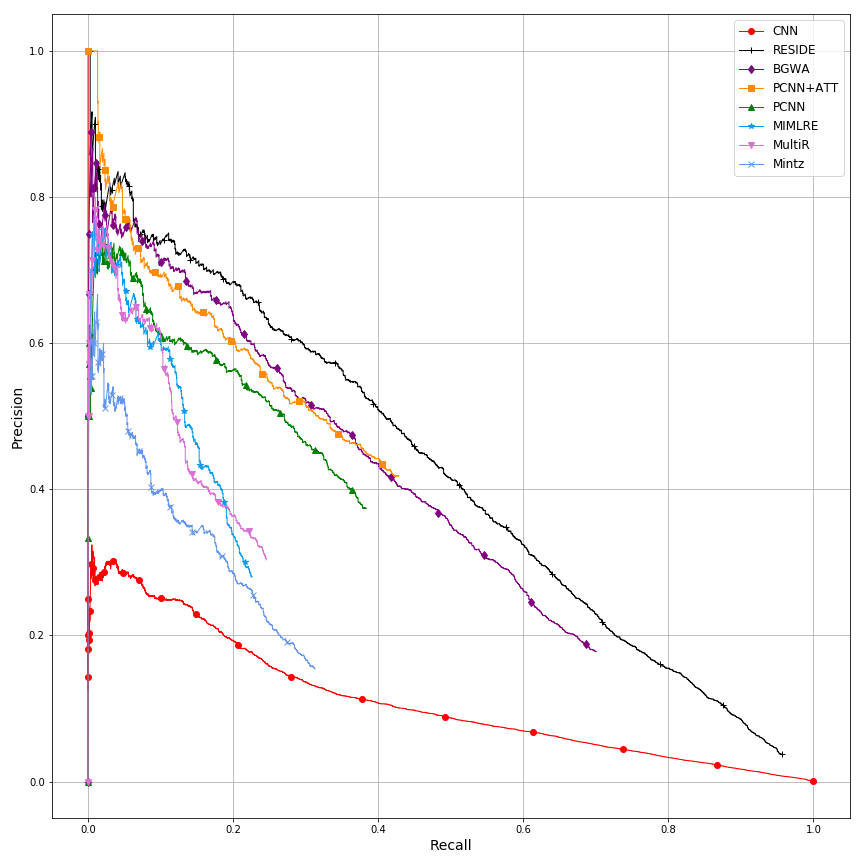 CNN
RESIDE
BGWA
PCNN+ATT
PCNN
MIMLRE
MultiR
Mintz
1.0
0.8
0.6
0.4
0.2
0.0
Precision
0.0 0.2 0.4 0.6 0.8 1.0
Recall